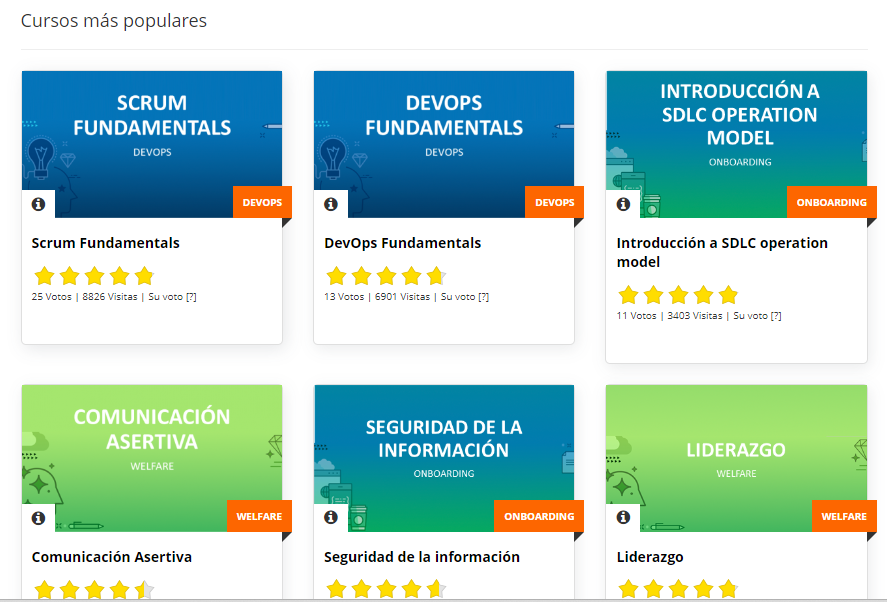 Cursos más populares
SCRUM
FUNDAMENTALS
DEVOPS
DEVOPS
Scrum Fundamentals
25 Votos | 8826 Visitas | Su voto [?]
DEVOPS
FUNDAMENTALS
DEVOPS
DEVOPS
DevOps Fundamentals
13 Votos | 6901 Visitas | Su voto [?]
INTRODUCCIÓN A
SDLC OPERATION
MODEL
ONBOARDING
ONBOARDING
Introducción a SDLC operation
model
11 Votos | 3403 Visitas | Su voto [?]
COMUNICACIÓN
ASERTIVA
WELFARE
WELFARE
Comunicación Asertiva
SEGURIDAD DE LA
INFORMACIÓN
ONBOARDING
ONBOARDING
Seguridad de la información
LIDERAZGO
WELFARE
WELFARE
Liderazgo